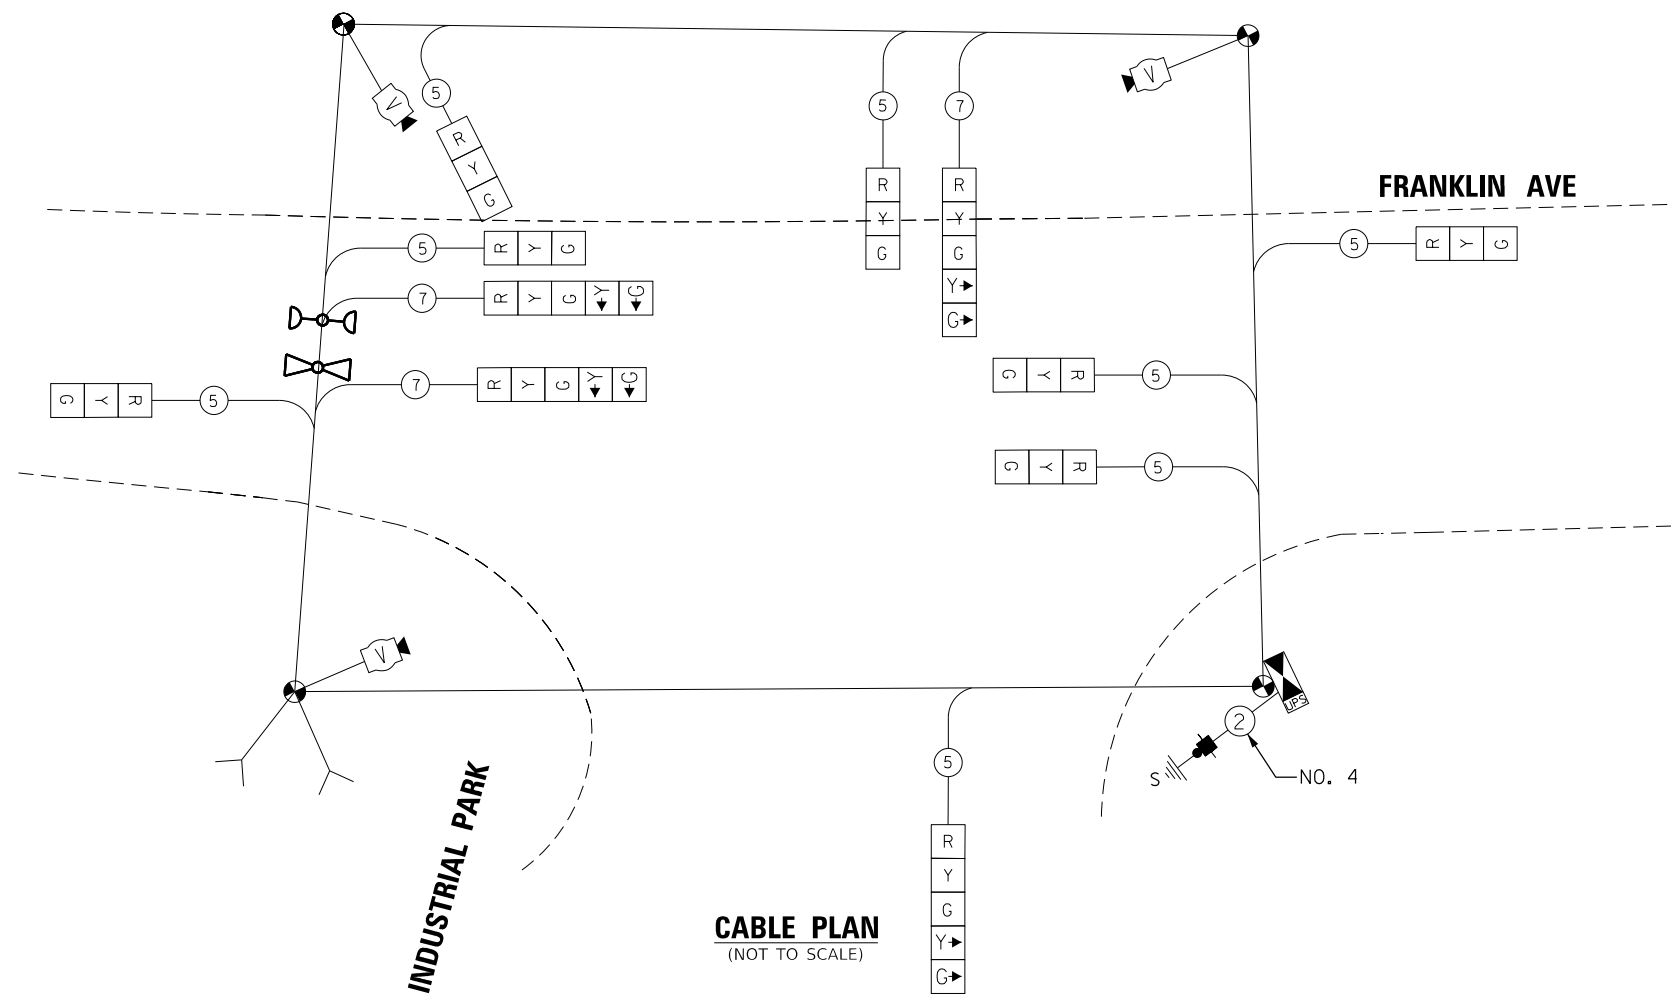 V
5
R
Y
G
5
R
Y
G
7
R
Y
G
Y
G
V
FRANKLIN AVE
5 R Y G
7 R Y G Y G
7 R Y G Y G
G Y R 5
5 R Y G
G Y R 5
G Y R 5
V
UPS
2
NO. 4
S
5
R
Y
G
Y
G
INDUSTRIAL PARK
CABLE PLAN
(NOT TO SCALE)